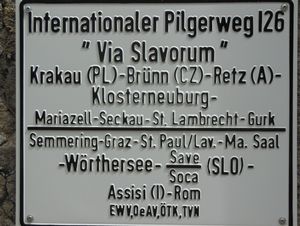 Internationaler Pilgerweg 126
" Via Slavorum "
Krakau (PL)-Brünn (CZ)-Retz (A)-
Klosterneuburg-
Mariazell-Seckau-St. Lambrecht-Gurk
Semmering-Graz-St. Paul/Lav.-Ma. Saal
-Wörthersee- Save (SLO)-
Soca
Assisi (I)-Rom
EWV,OeAV,ÖTK,TVN